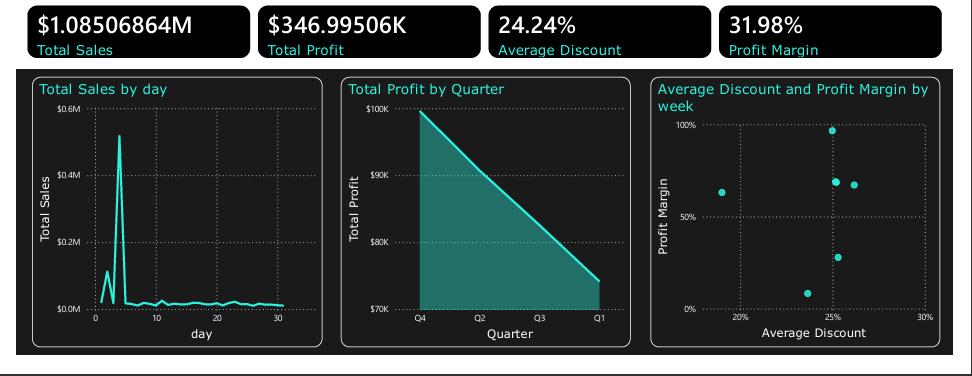 $1.08506864M
Total Sales
$346.99506K
Total Profit
24.24%
Average Discount
31.98%
Profit Margin
Total Sales by day
$0.6M
$0.4M
$0.2M
$0.0M
Total Sales
0 10 20 30
day
Total Profit by Quarter
$100K
$90K
$80K
$70K
Total Profit
Q4 Q2 Q3 Q1
Quarter
Average Discount and Profit Margin by
week
100%
50%
0%
Profit Margin
20% 25% 30%
Average Discount